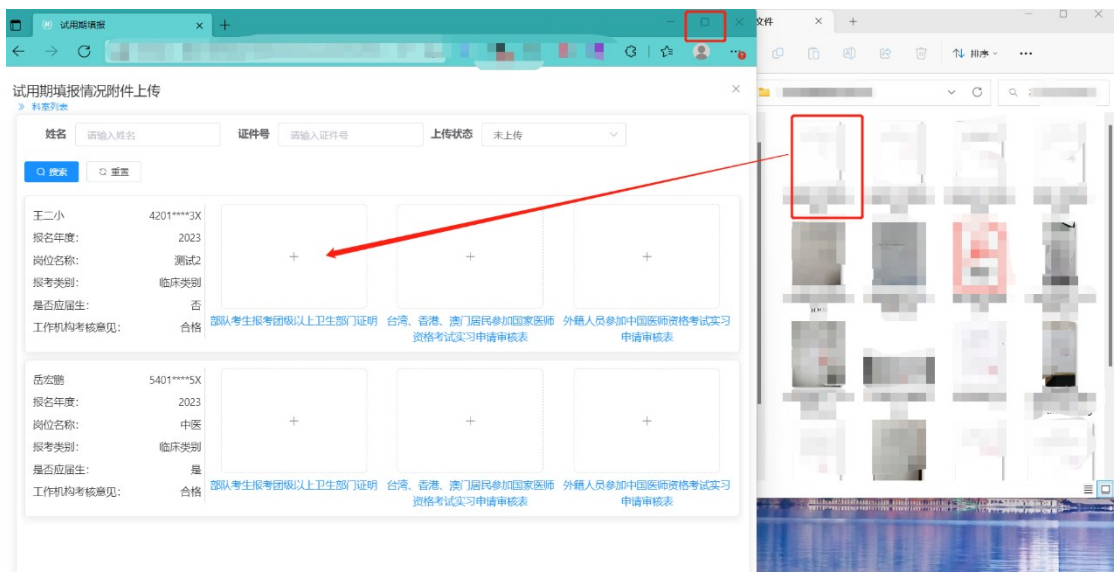 试用期填报
文件
排序
试用期填报情况附件上传
» 科室列表
姓名 请输入姓名 证件号 请输入证件号 上传状态 未上传
搜索 重置
王二小 4201****3X
报名年度: 2023
岗位名称: 测试2
报考类别: 临床类别
是否应届生: 否
工作机构考核意见: 合格
部队考生报考团级以上卫生部门证明
台湾、香港、澳门居民参加国家医师
资格考试实习申请审核表
外籍人员参加中国医师资格考试实习
申请审核表
岳宏鹏 5401****5X
报名年度: 2023
岗位名称: 中医
报考类别: 临床类别
是否应届生: 是
工作机构考核意见: 合格
部队考生报考团级以上卫生部门证明
台湾、香港、澳门居民参加国家医师
资格考试实习申请审核表
外籍人员参加中国医师资格考试实习
申请审核表